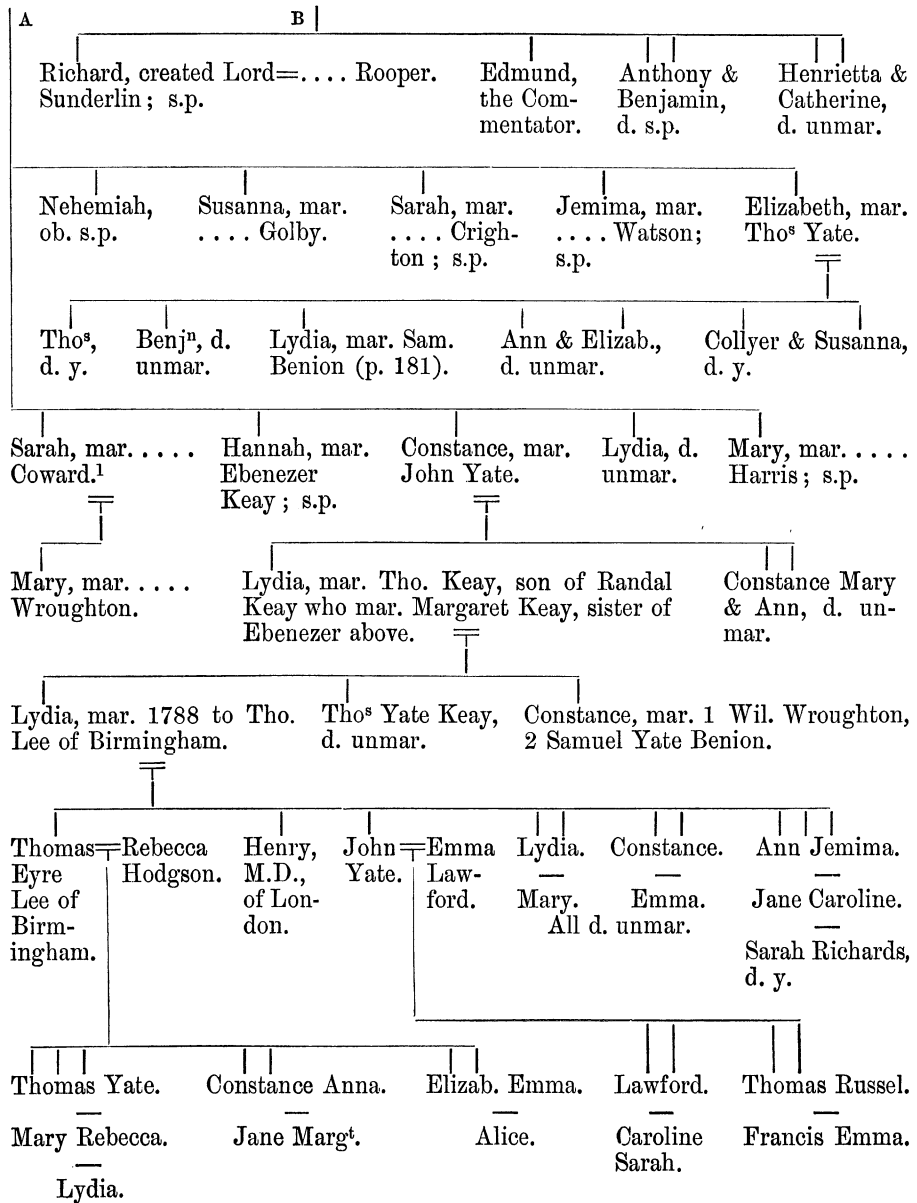 A B
Richard, created Lord=.... Rooper. Edmund, Anthony & Henrietta &
Sunderlin; s.p. the Com- Benjamin, Catherine,
mentator. d. s.p. d. unmar.
Nehemiah, Susanna, mar. Sarah, mar. Jemima, mar. Elizabeth, mar.
ob. s.p. .... Golby. .... Crigh- .... Watson; Thoˢ Yate.
ton; s.p. s.p.
Thoˢ, Benjⁿ, d. Lydia, mar. Sam. Ann & Elizab., Collyer & Susanna,
d. y. unmar. Benion (p. 181). d. unmar. d. y.
Sarah, mar. .... Hannah, mar. Constance, mar. Lydia, d. Mary, mar. ....
Coward.¹ Ebenezer John Yate. unmar. Harris; s.p.
Keay; s.p.
Mary, mar. .... Lydia, mar. Tho. Keay, son of Randal Constance Mary
Wroughton. Keay who mar. Margaret Keay, sister of & Ann, d. un-
Ebenezer above. mar.
Lydia, mar. 1788 to Tho. Thoˢ Yate Keay, Constance, mar. 1 Wil. Wroughton,
Lee of Birmingham. d. unmar. 2 Samuel Yate Benion.
Thomas=Rebecca Henry, John=Emma Lydia. Constance. Ann Jemima.
Eyre Hodgson. M.D., Yate. Law- — — —
Lee of of Lon- ford. Mary. Emma. Jane Caroline.
Birm- don. All d. unmar. —
ingham. Sarah Richards,
d. y.
Thomas Yate. Constance Anna. Elizab. Emma. Lawford. Thomas Russel.
— — — — —
Mary Rebecca. Jane Margᵗ. Alice. Caroline Francis Emma.
— Sarah.
Lydia.